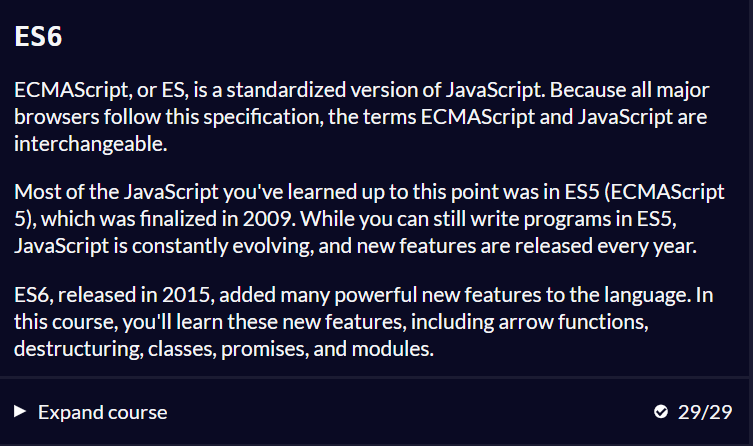 ES6
ECMAScript, or ES, is a standardized version of JavaScript. Because all major
browsers follow this specification, the terms ECMAScript and JavaScript are
interchangeable.
Most of the JavaScript you've learned up to this point was in ES5 (ECMAScript
5), which was finalized in 2009. While you can still write programs in ES5,
JavaScript is constantly evolving, and new features are released every year.
ES6, released in 2015, added many powerful new features to the language. In
this course, you'll learn these new features, including arrow functions,
destructuring, classes, promises, and modules.
Expand course 29/29